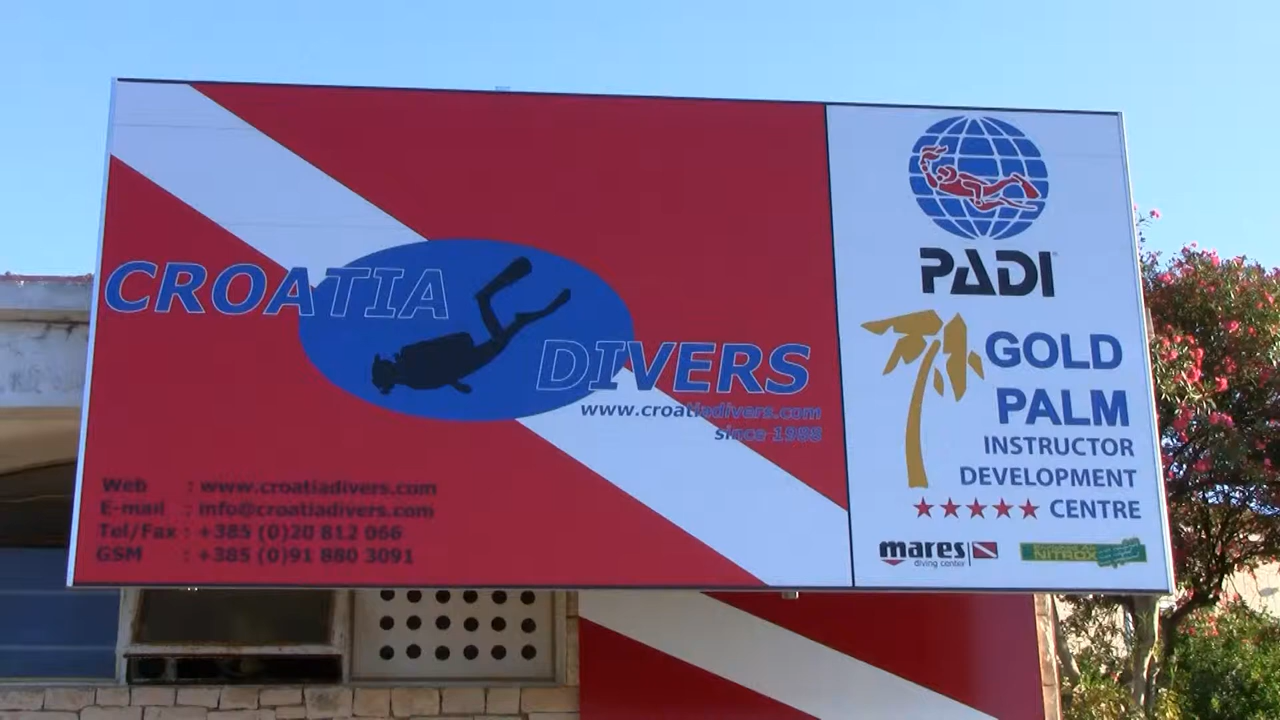 CROATIA
DIVERS
www.croatiadivers.com
since 1988
Web : www.croatiadivers.com
E-mail : info@croatiadivers.com
Tel/Fax : +385 (0)20 812 066
GSM : +385 (0)91 880 3091
PADI
GOLD
PALM
INSTRUCTOR
DEVELOPMENT
CENTRE
mares
diving center
NITROX